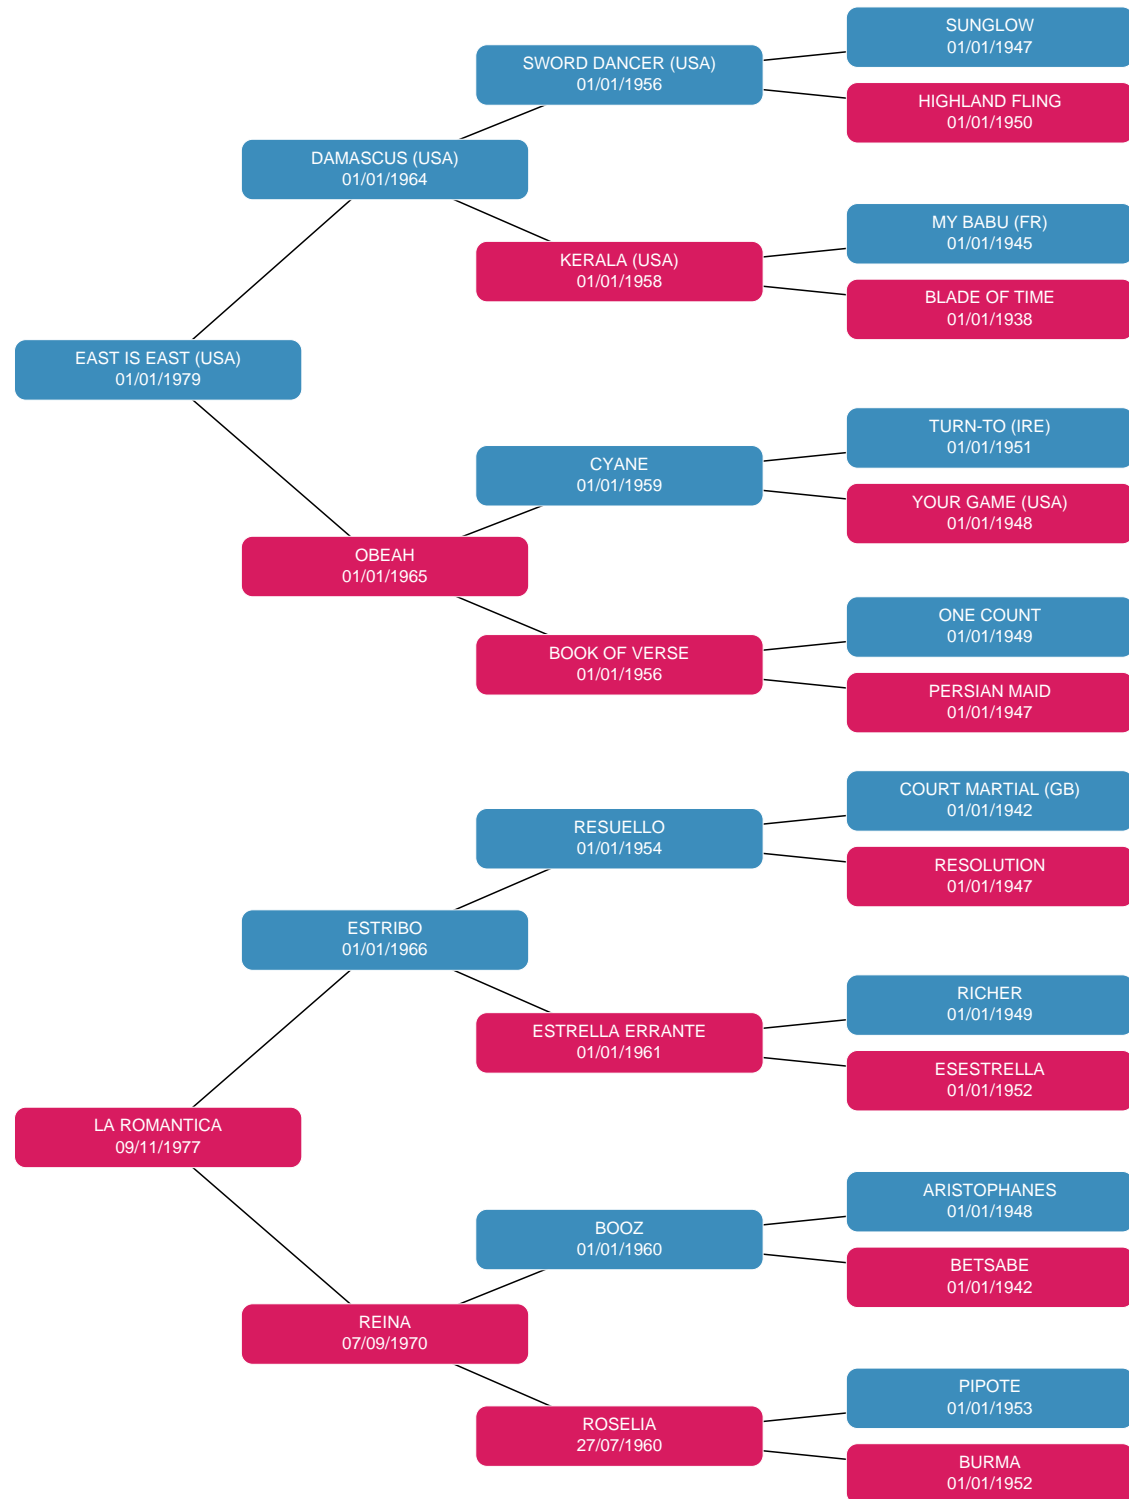 SUNGLOW
01/01/1947
SWORD DANCER (USA)
01/01/1956
HIGHLAND FLING
01/01/1950
DAMASCUS (USA)
01/01/1964
MY BABU (FR)
01/01/1945
KERALA (USA)
01/01/1958
BLADE OF TIME
01/01/1938
EAST IS EAST (USA)
01/01/1979
TURN-TO (IRE)
01/01/1951
CYANE
01/01/1959
YOUR GAME (USA)
01/01/1948
OBEAH
01/01/1965
ONE COUNT
01/01/1949
BOOK OF VERSE
01/01/1956
PERSIAN MAID
01/01/1947
COURT MARTIAL (GB)
01/01/1942
RESUELLO
01/01/1954
RESOLUTION
01/01/1947
ESTRIBO
01/01/1966
RICHER
01/01/1949
ESTRELLA ERRANTE
01/01/1961
ESESTRELLA
01/01/1952
LA ROMANTICA
09/11/1977
ARISTOPHANES
01/01/1948
BOOZ
01/01/1960
BETSABE
01/01/1942
REINA
07/09/1970
PIPOTE
01/01/1953
ROSELIA
27/07/1960
BURMA
01/01/1952